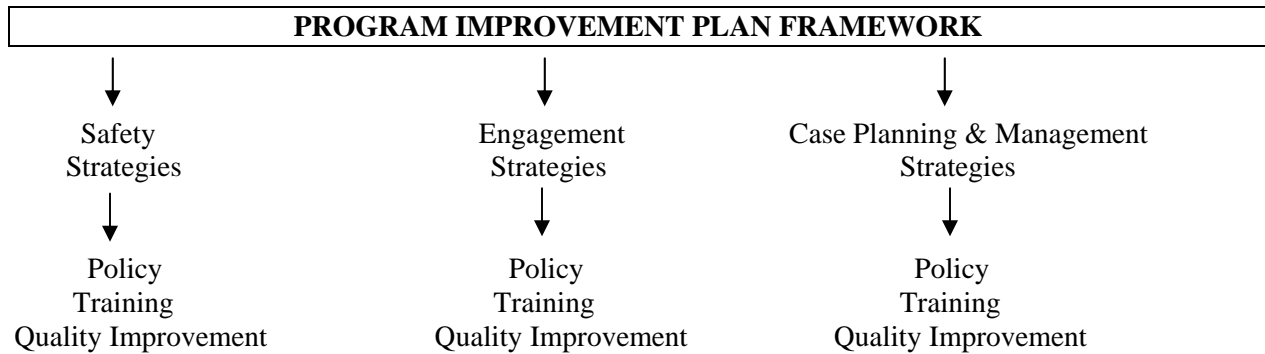 PROGRAM IMPROVEMENT PLAN FRAMEWORK
Safety
Strategies
Engagement
Strategies
Case Planning & Management
Strategies
Policy
Training
Quality Improvement
Policy
Training
Quality Improvement
Policy
Training
Quality Improvement